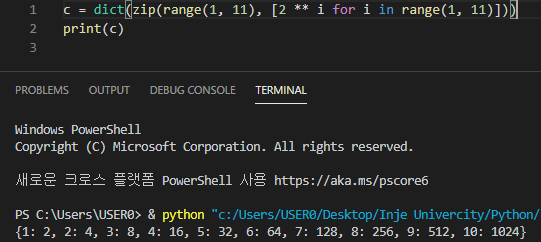 1 c = dict(zip(range(1, 11), [2 ** i for i in range(1, 11)]))
2 print(c)
PROBLEMS OUTPUT DEBUG CONSOLE TERMINAL
Windows PowerShell
Copyright (C) Microsoft Corporation. All rights reserved.
새로운 크로스 플랫폼 PowerShell 사용 https://aka.ms/pscore6
PS C:\Users\USER0> & python "c:/Users/USER0/Desktop/Inje Univercity/Python/
{1: 2, 2: 4, 3: 8, 4: 16, 5: 32, 6: 64, 7: 128, 8: 256, 9: 512, 10: 1024}